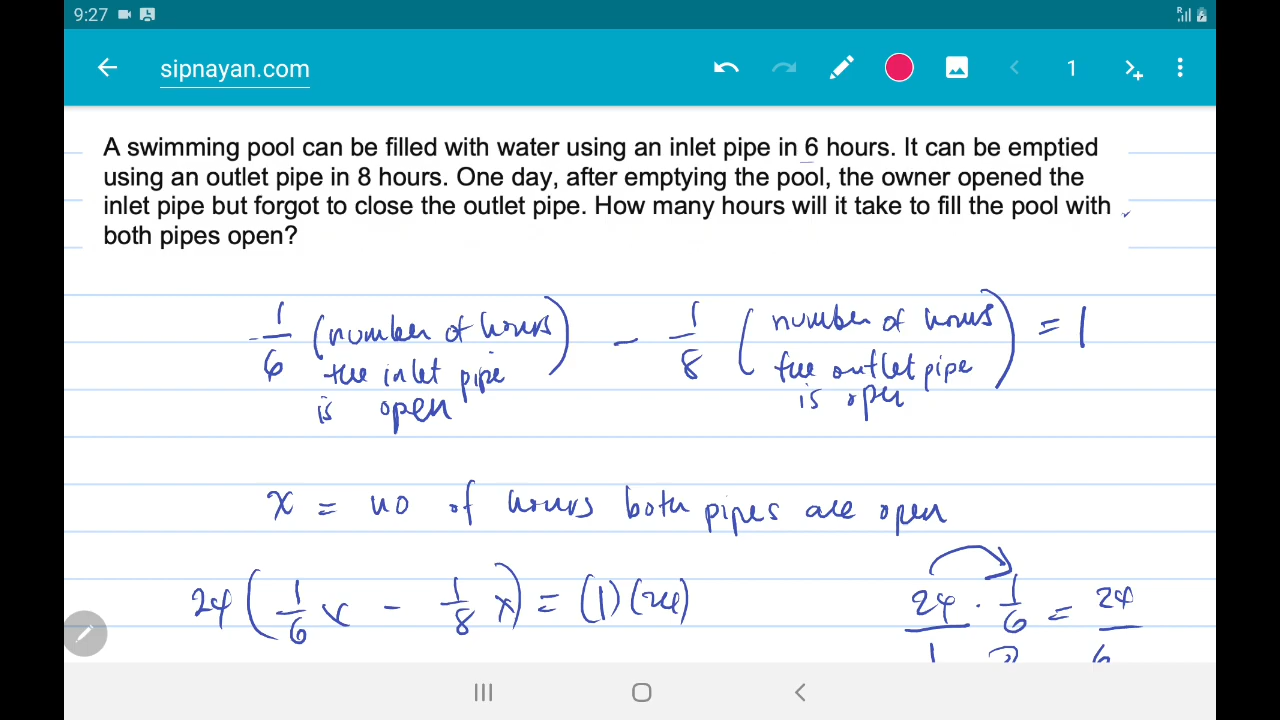 9:27
sipnayan.com
1
A swimming pool can be filled with water using an inlet pipe in 6 hours. It can be emptied
using an outlet pipe in 8 hours. One day, after emptying the pool, the owner opened the
inlet pipe but forgot to close the outlet pipe. How many hours will it take to fill the pool with
both pipes open?
1/6 (number of hours the inlet pipe is open) - 1/8 (number of hours the outlet pipe is open) = 1
x = no of hours both pipes are open
24 (1/6 x - 1/8 x) = (1)(24)
24/1 · 1/6 = 24/6